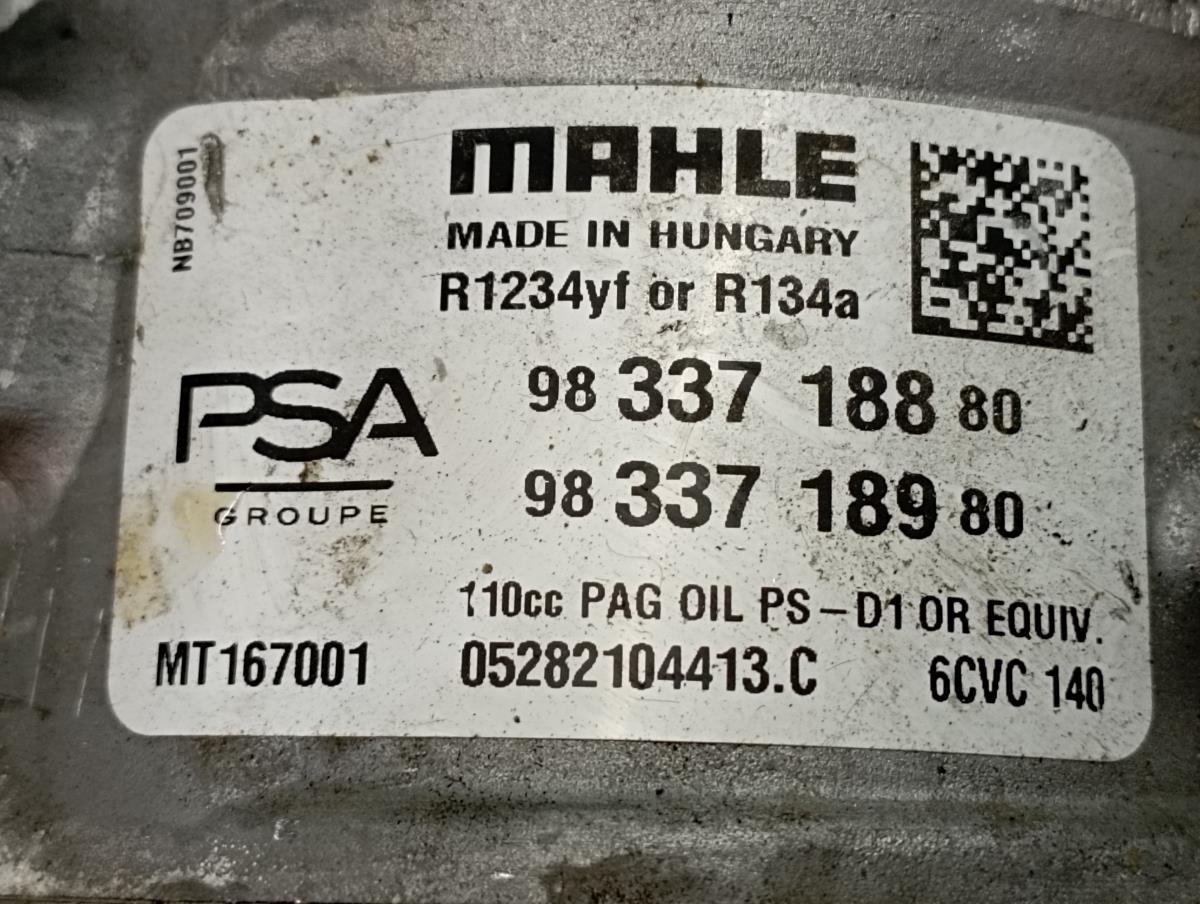 NB709001
MAHLE
MADE IN HUNGARY
R1234yf or R134a
PSA
GROUPE
98 337 188 80
98 337 189 80
110cc PAG OIL PS-D1 OR EQUIV.
MT167001 05282104413.C 6CVC 140